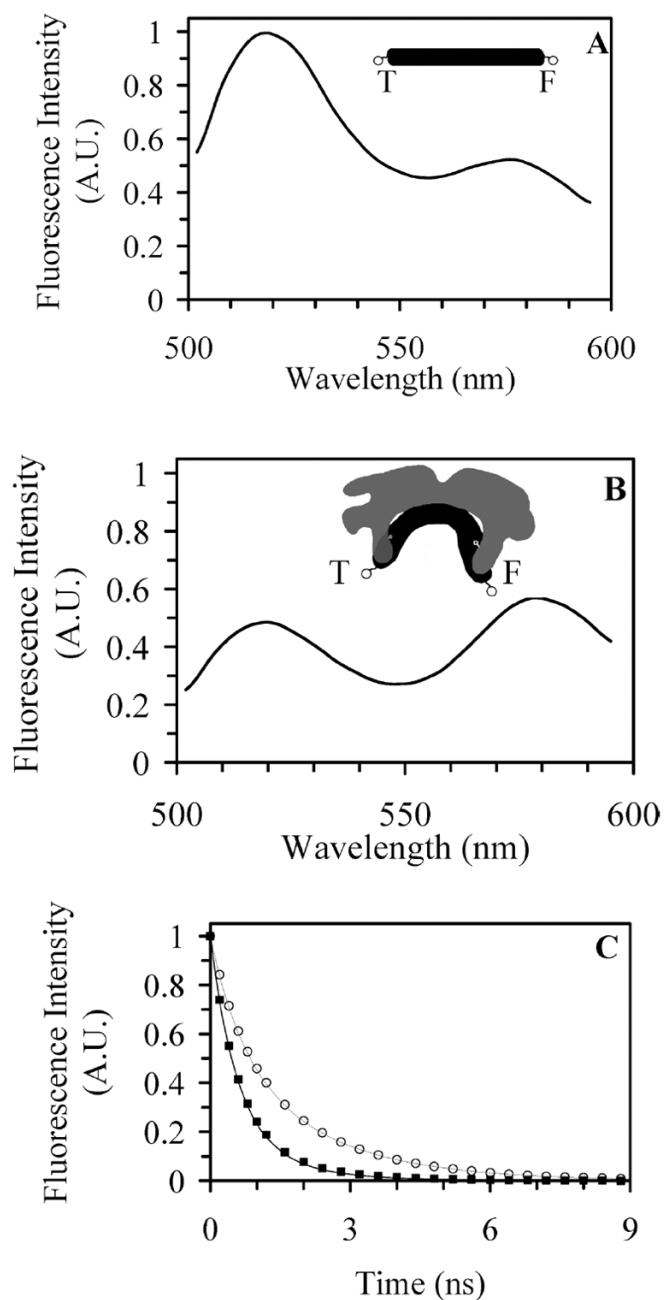 Fluorescence Intensity
(A.U.)
1
0.8
0.6
0.4
0.2
0
A
T
F
500
550
600
Wavelength (nm)
Fluorescence Intensity
(A.U.)
1
0.8
0.6
0.4
0.2
0
B
T
F
500
550
600
Wavelength (nm)
Fluorescence Intensity
(A.U.)
1
0.8
0.6
0.4
0.2
0
C
0
3
6
9
Time (ns)